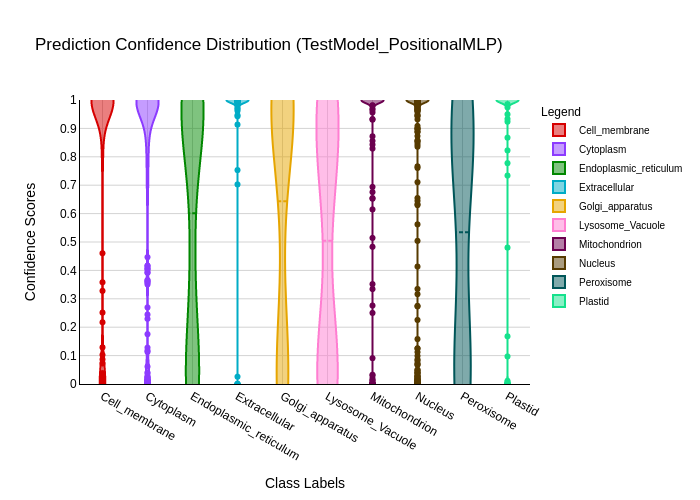 Prediction Confidence Distribution (TestModel_PositionalMLP)
Legend
Cell_membrane
Cytoplasm
Endoplasmic_reticulum
Extracellular
Golgi_apparatus
Lysosome_Vacuole
Mitochondrion
Nucleus
Peroxisome
Plastid
Confidence Scores
1
0.9
0.8
0.7
0.6
0.5
0.4
0.3
0.2
0.1
0
Cell_membrane
Cytoplasm
Endoplasmic_reticulum
Extracellular
Golgi_apparatus
Lysosome_Vacuole
Mitochondrion
Nucleus
Peroxisome
Plastid
Class Labels